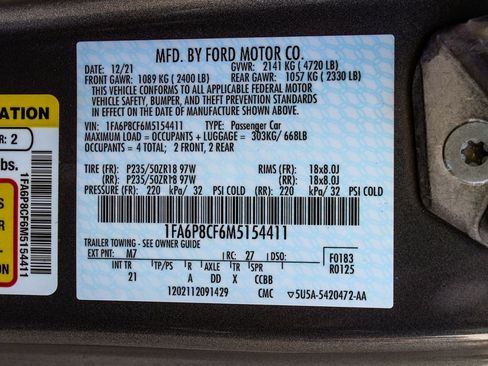 MFD. BY FORD MOTOR CO.
DATE: 12/21 GVWR: 2141 KG ( 4720 LB)
FRONT GAWR: 1089 KG ( 2400 LB) REAR GAWR: 1057 KG ( 2330 LB)
THIS VEHICLE CONFORMS TO ALL APPLICABLE FEDERAL MOTOR
VEHICLE SAFETY, BUMPER, AND THEFT PREVENTION STANDARDS
IN EFFECT ON THE DATE OF MANUFACTURE SHOWN ABOVE.
VIN: 1FA6P8CF6M5154411 TYPE: Passenger Car
MAXIMUM LOAD = OCCUPANTS + LUGGAGE = 303KG/ 668LB
OCCUPANTS = 4 TOTAL; 2 FRONT, 2 REAR
TIRE (FR): P235/50ZR18 97W RIMS (FR): 18x8.0J
(RR): P235/50ZR18 97W (RR): 18x8.0J
PRESSURE (FR): 220 kPa/ 32 PSI COLD (RR): 220 kPa/ 32 PSI COLD
1FA6P8CF6M5154411
TRAILER TOWING - SEE OWNER GUIDE
EXT PNT: M7 RC: 27 DSO: F0183
R0125
INT TR TP/PS R AXLE TR SPR
21 A DD X CCBB
1202112091429 CMC 5U5A-5420472-AA
ATION
R: 2
lbs.
1FA6P8CF6M5154411